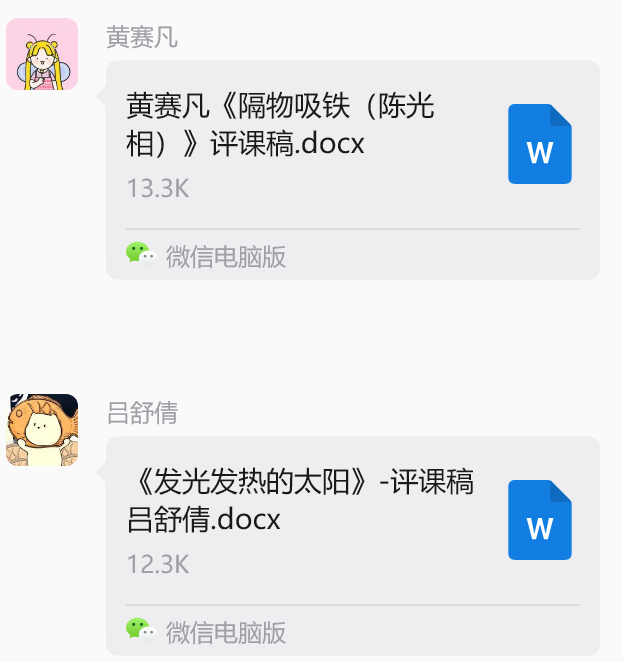 黄赛凡
黄赛凡《隔物吸铁（陈光
相）》评课稿.docx
W
13.3K
微信电脑版
吕舒倩
《发光发热的太阳》-评课稿
吕舒倩.docx
W
12.3K
微信电脑版